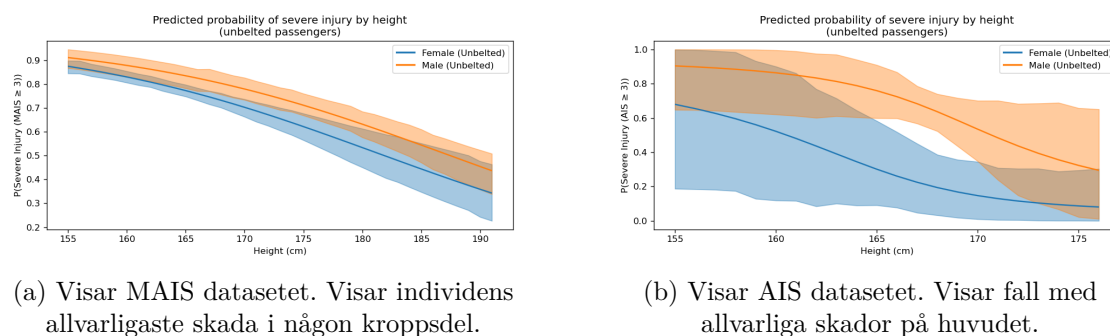 Predicted probability of severe injury by height
(unbelted passengers)
Female (Unbelted)
Male (Unbelted)
P(Severe Injury (MAIS ≥ 3))
0.9
0.8
0.7
0.6
0.5
0.4
0.3
0.2
155 160 165 170 175 180 185 190
Height (cm)
(a) Visar MAIS datasetet. Visar individens
allvarligaste skada i någon kroppsdel.
Predicted probability of severe injury by height
(unbelted passengers)
Female (Unbelted)
Male (Unbelted)
P(Severe Injury (AIS ≥ 3))
1.0
0.8
0.6
0.4
0.2
0.0
155 160 165 170 175
Height (cm)
(b) Visar AIS datasetet. Visar fall med
allvarliga skador på huvudet.